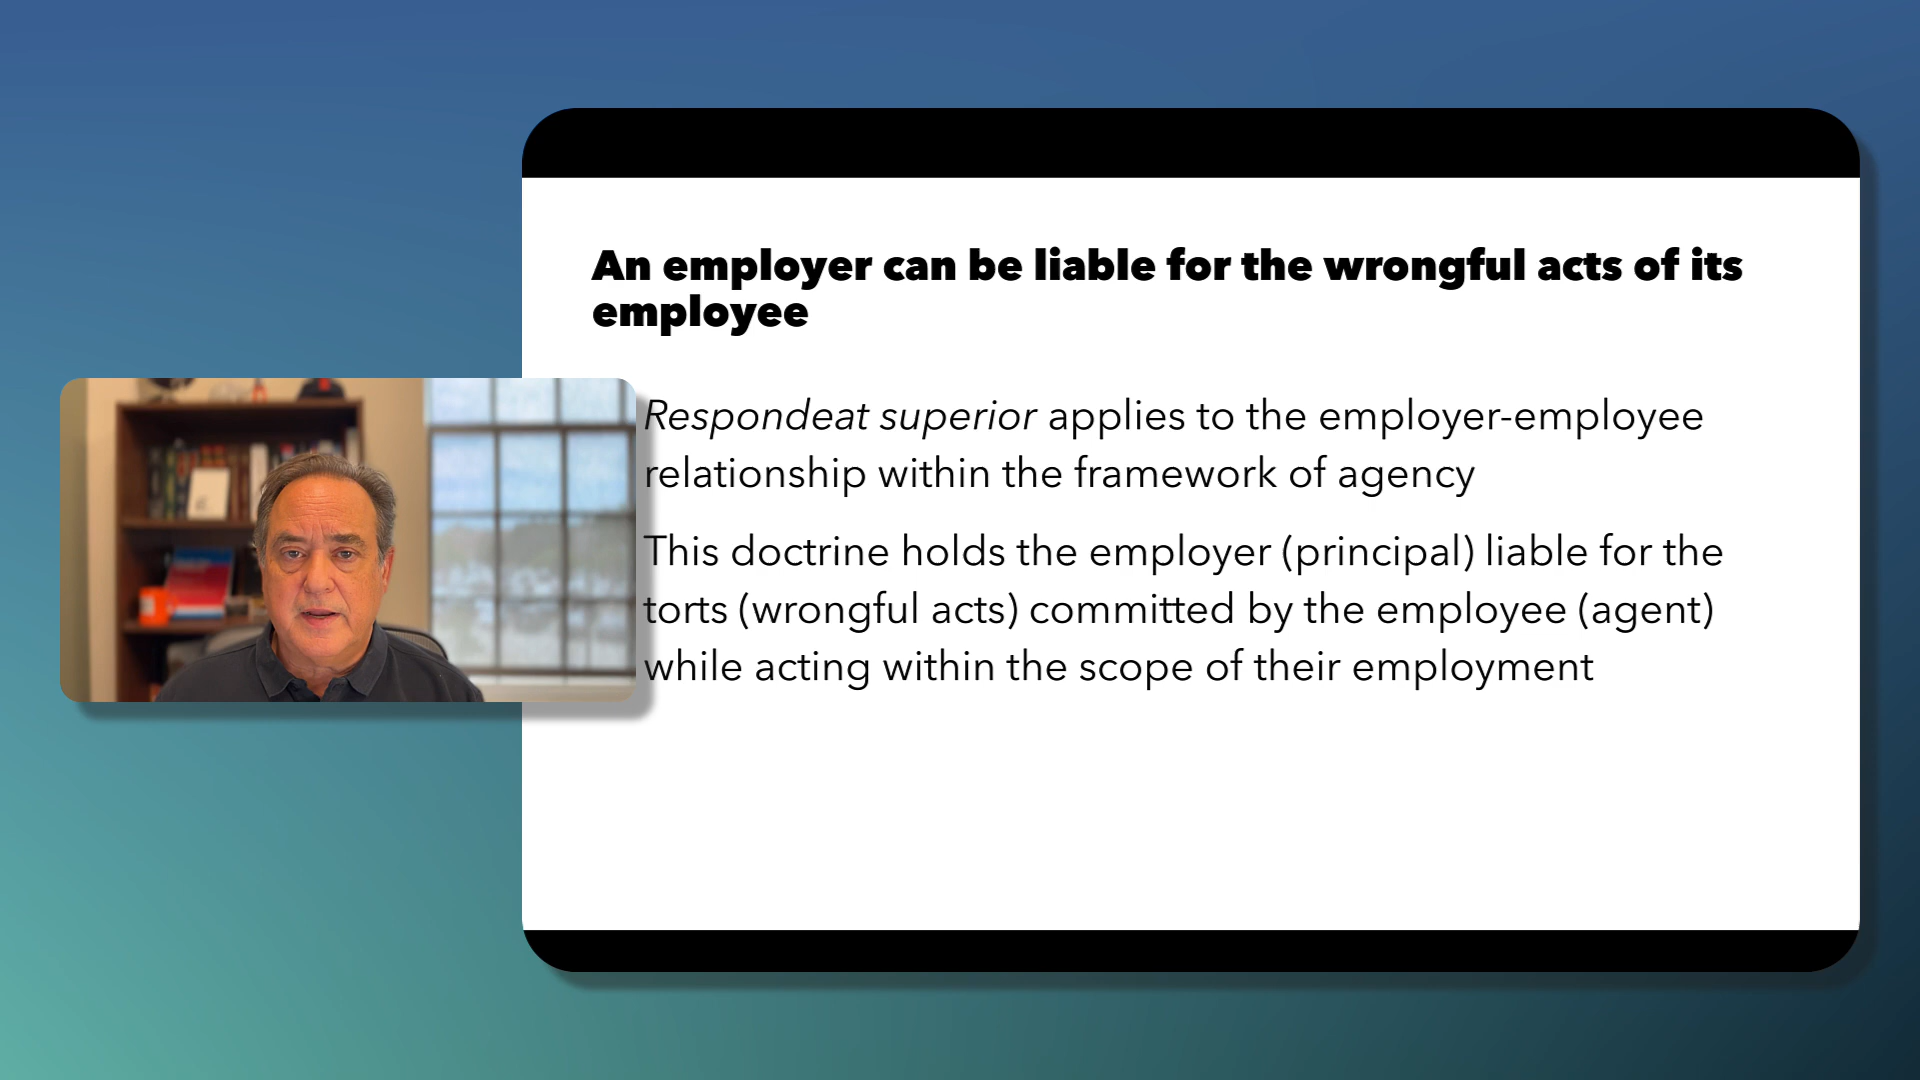 An employer can be liable for the wrongful acts of its
employee
Respondeat superior applies to the employer-employee
relationship within the framework of agency
This doctrine holds the employer (principal) liable for the
torts (wrongful acts) committed by the employee (agent)
while acting within the scope of their employment